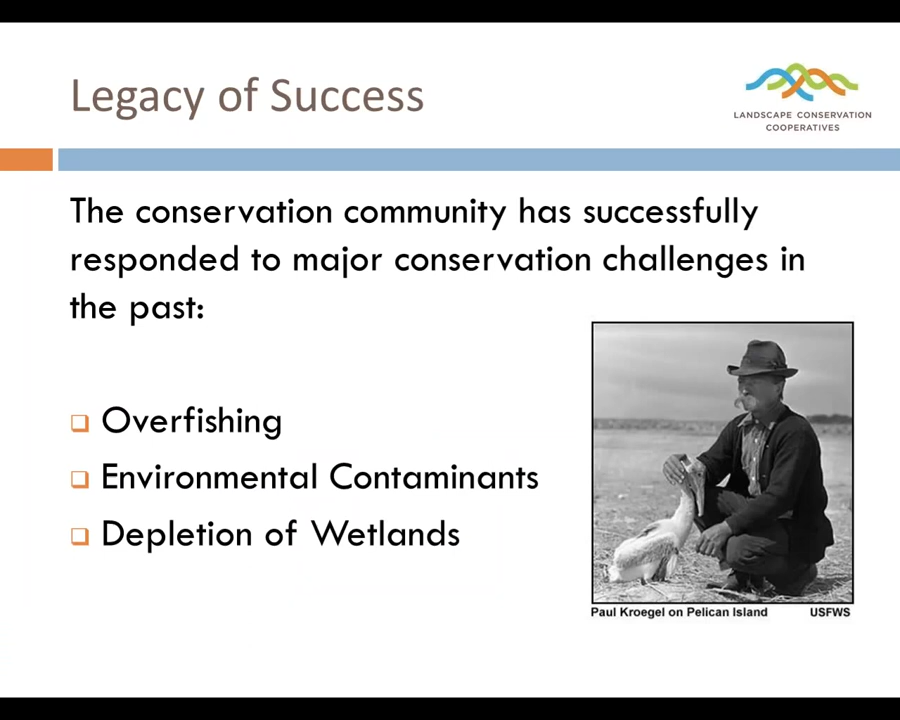 Legacy of Success
LANDSCAPE CONSERVATION
COOPERATIVES
The conservation community has successfully
responded to major conservation challenges in
the past:
Overfishing
Environmental Contaminants
Depletion of Wetlands
Paul Kroegel on Pelican Island USFWS